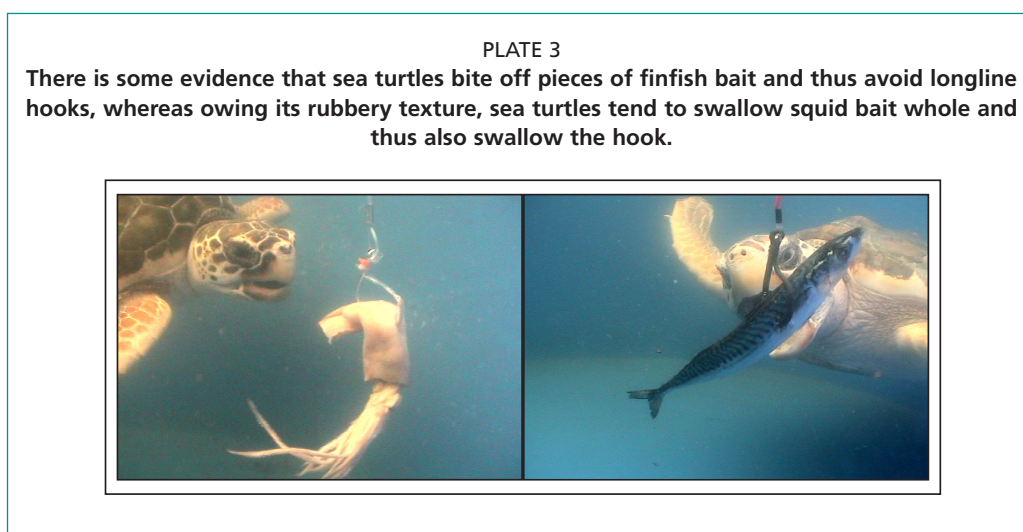 PLATE 3
There is some evidence that sea turtles bite off pieces of finfish bait and thus avoid longline
hooks, whereas owing its rubbery texture, sea turtles tend to swallow squid bait whole and
thus also swallow the hook.